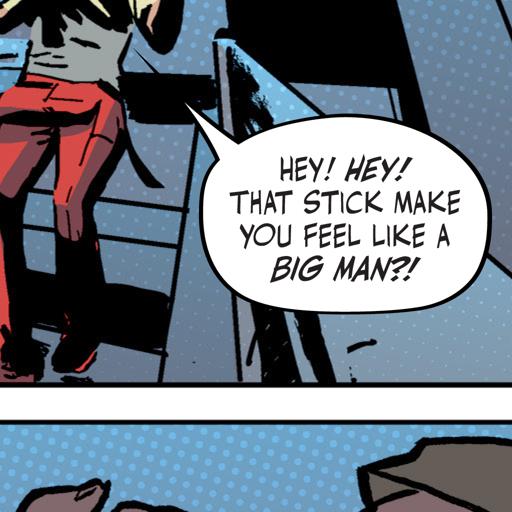 HEY! HEY!
THAT STICK MAKE
YOU FEEL LIKE A
BIG MAN?!